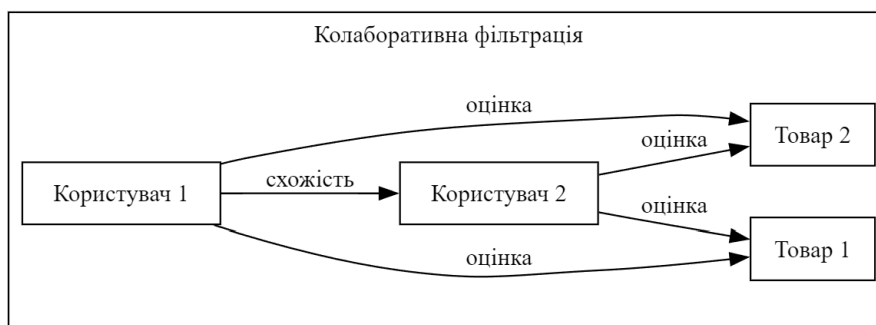 Колаборативна фільтрація
оцінка
Товар 2
оцінка
Користувач 1
схожість
Користувач 2
оцінка
Товар 1
оцінка